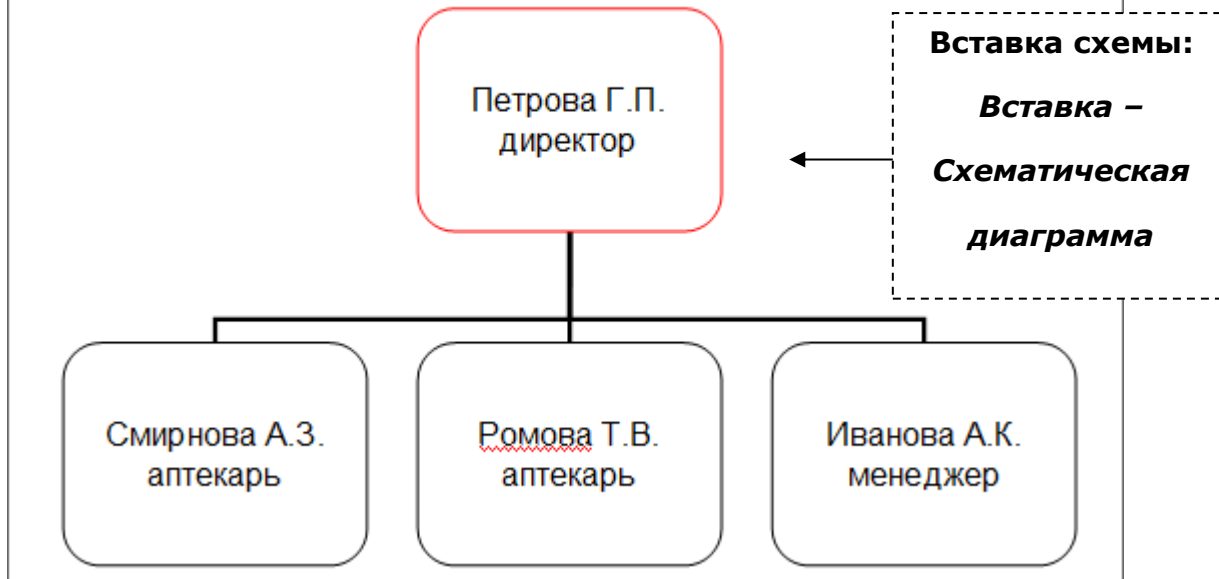 Петрова Г.П.
директор
Вставка схемы:
Вставка –
Схематическая
диаграмма
Смирнова А.З.
аптекарь
Ромова Т.В.
аптекарь
Иванова А.К.
менеджер